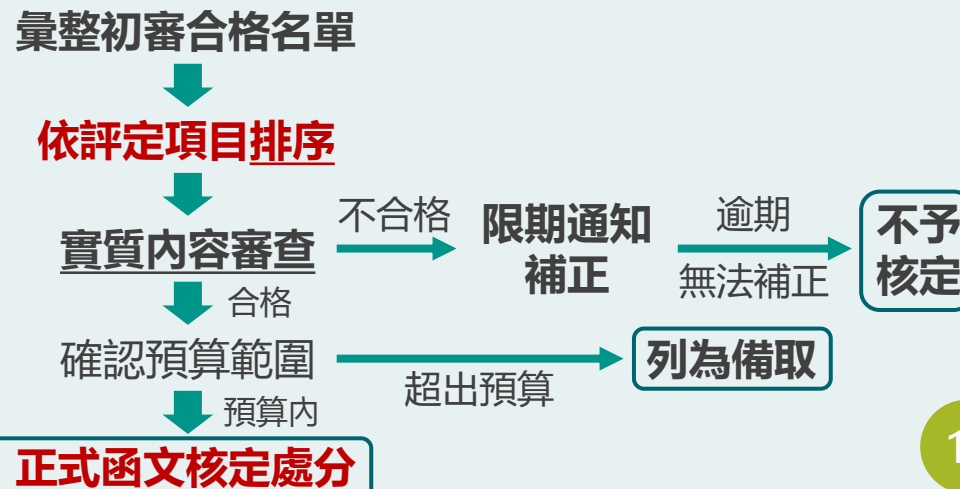 彙整初審合格名單
依評定項目排序
實質內容審查
不合格
限期通知
補正
逾期
無法補正
不予
核定
合格
確認預算範圍
超出預算
列為備取
預算內
正式函文核定處分
1